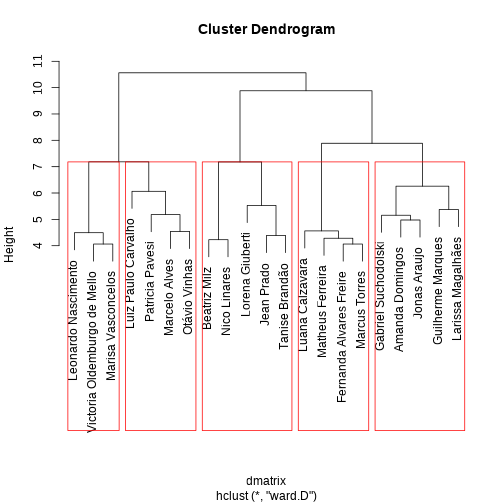 Cluster Dendrogram
Height
11
10
9
8
7
6
5
4
Leonardo Nascimento
Victoria Oldemburgo de Mello
Marisa Vasconcelos
Luiz Paulo Carvalho
Patricia Pavesi
Marcelo Alves
Otávio Vinhas
Beatriz Milz
Nico Linares
Lorena Giuberti
Jean Prado
Tanise Brandão
Luana Calzavara
Matheus Ferreira
Fernanda Alvares Freire
Marcus Torres
Gabriel Suchodolski
Amanda Domingos
Jonas Araujo
Guilherme Marques
Larissa Magalhães
dmatrix
hclust (*, "ward.D")